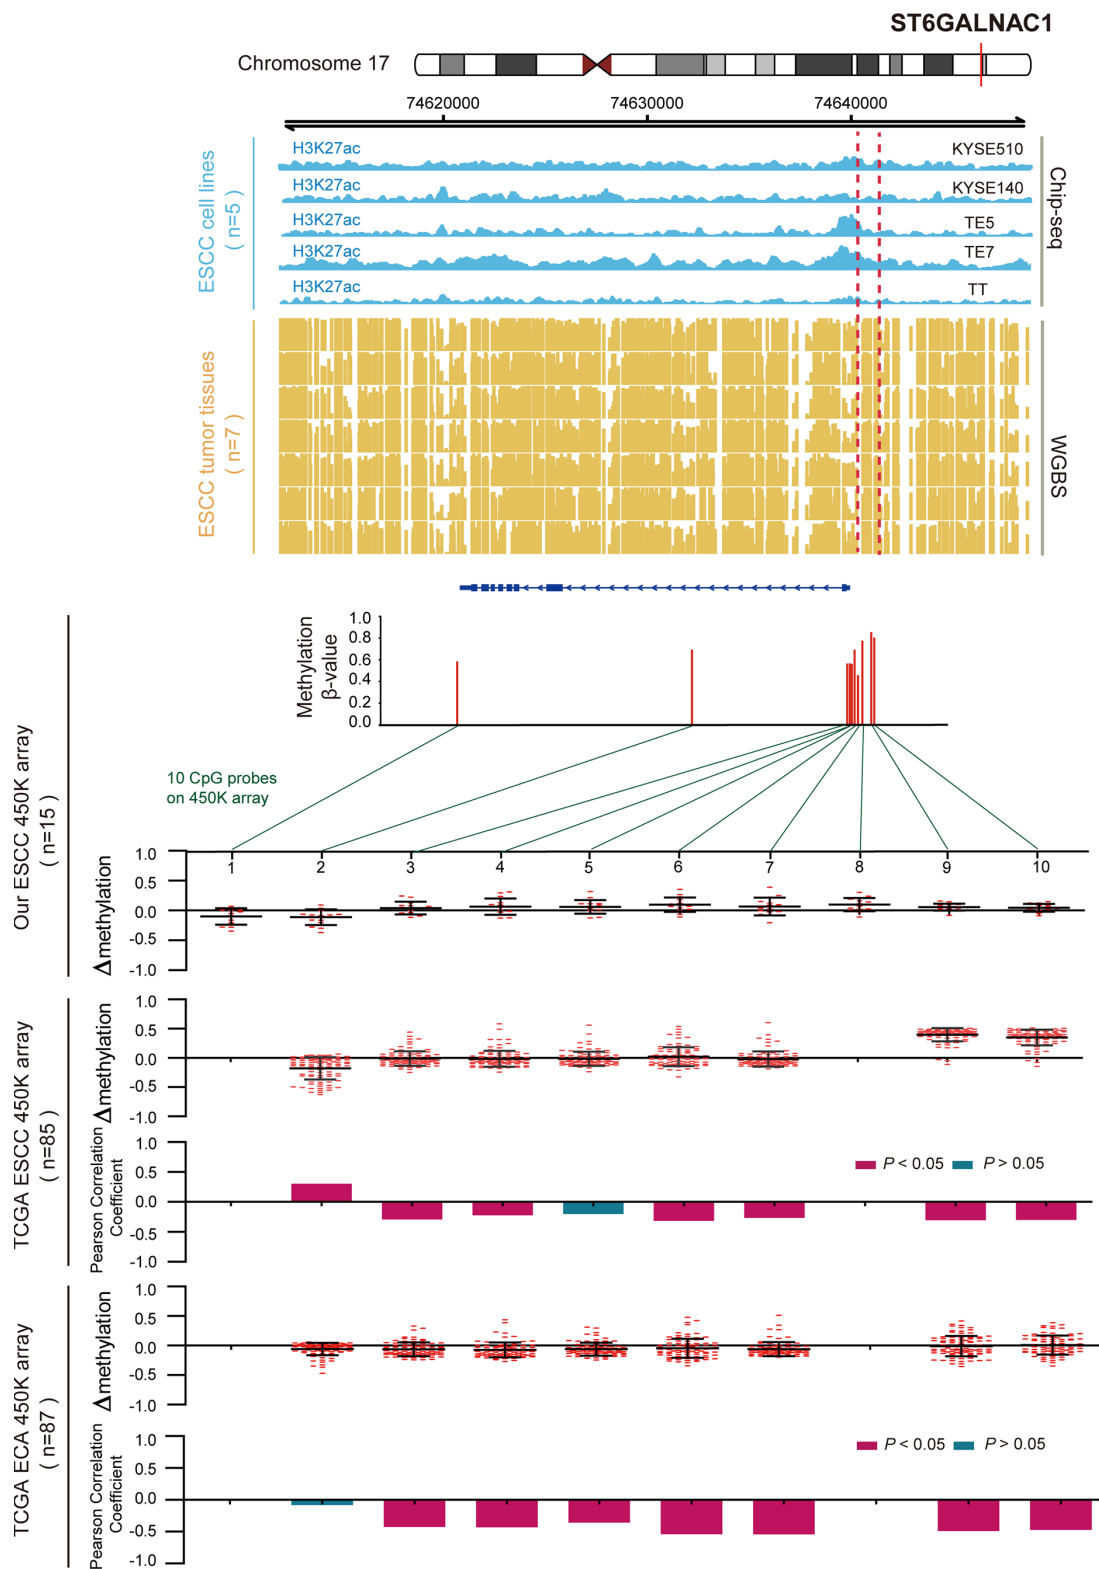 ST6GALNAC1
Chromosome 17
74620000 74630000 74640000
H3K27ac KYSE510
H3K27ac KYSE140
H3K27ac TE5
H3K27ac TE7
H3K27ac TT
ESCC cell lines
( n=5 )
Chip-seq
ESCC tumor tissues
( n=7 )
WGBS
Methylation
β-value
1.0
0.8
0.6
0.4
0.2
0.0
10 CpG probes
on 450K array
Our ESCC 450K array
( n=15 )
Δmethylation
1.0
0.5
0.0
-0.5
-1.0
1 2 3 4 5 6 7 8 9 10
TCGA ESCC 450K array
( n=85 )
Δmethylation
1.0
0.5
0.0
-0.5
-1.0
Pearson Correlation
Coefficient
1.0
0.5
0.0
-0.5
-1.0
P < 0.05 P > 0.05
TCGA ECA 450K array
( n=87 )
Δmethylation
1.0
0.5
0.0
-0.5
-1.0
Pearson Correlation
Coefficient
1.0
0.5
0.0
-0.5
-1.0
P < 0.05 P > 0.05